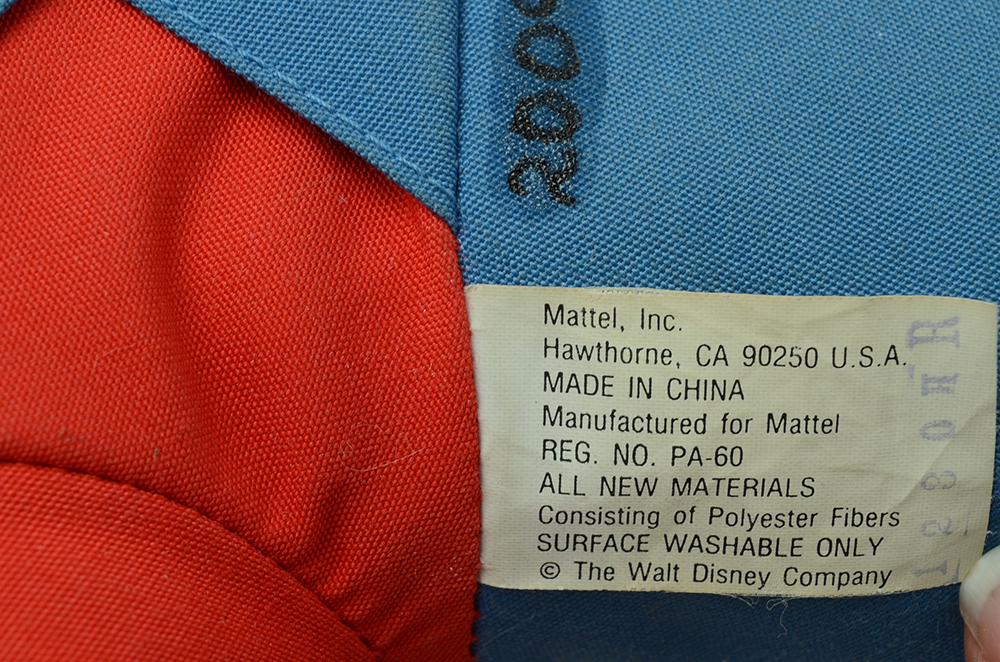 Mattel, Inc.
Hawthorne, CA 90250 U.S.A.
MADE IN CHINA
Manufactured for Mattel
REG. NO. PA-60
ALL NEW MATERIALS
Consisting of Polyester Fibers
SURFACE WASHABLE ONLY
© The Walt Disney Company